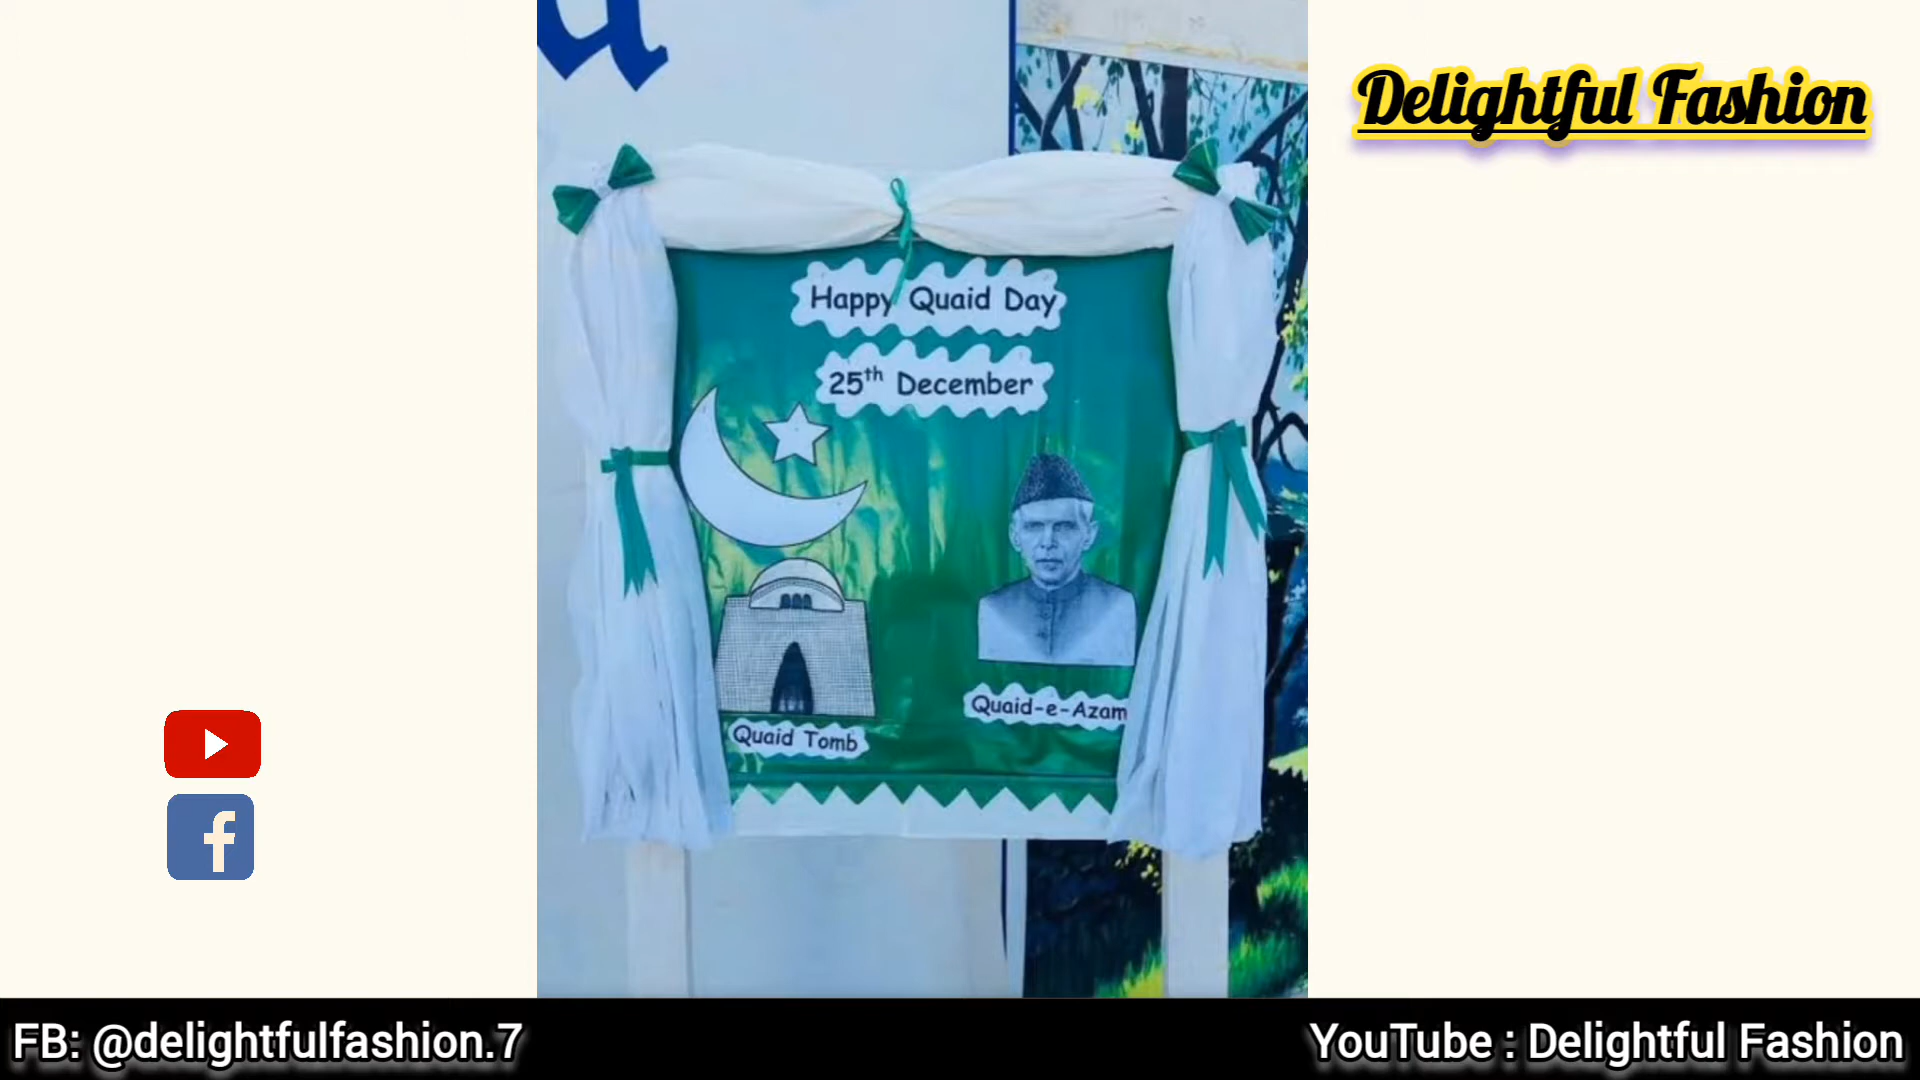 Delightful Fashion
Happy Quaid Day
25th December
Quaid Tomb
Quaid-e-Azam
FB: @delightfulfashion.7
YouTube : Delightful Fashion